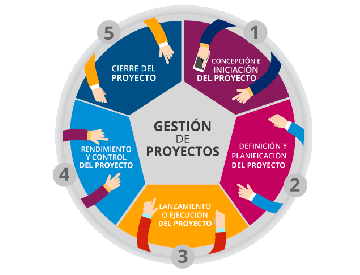 GESTIÓN
DE
PROYECTOS
1
CONCEPCIÓN E
INICIACIÓN
DEL PROYECTO
2
DEFINICIÓN Y
PLANIFICACIÓN
DEL PROYECTO
3
LANZAMIENTO
O EJECUCIÓN
DEL PROYECTO
4
RENDIMIENTO
Y CONTROL
DEL PROYECTO
5
CIERRE DEL
PROYECTO